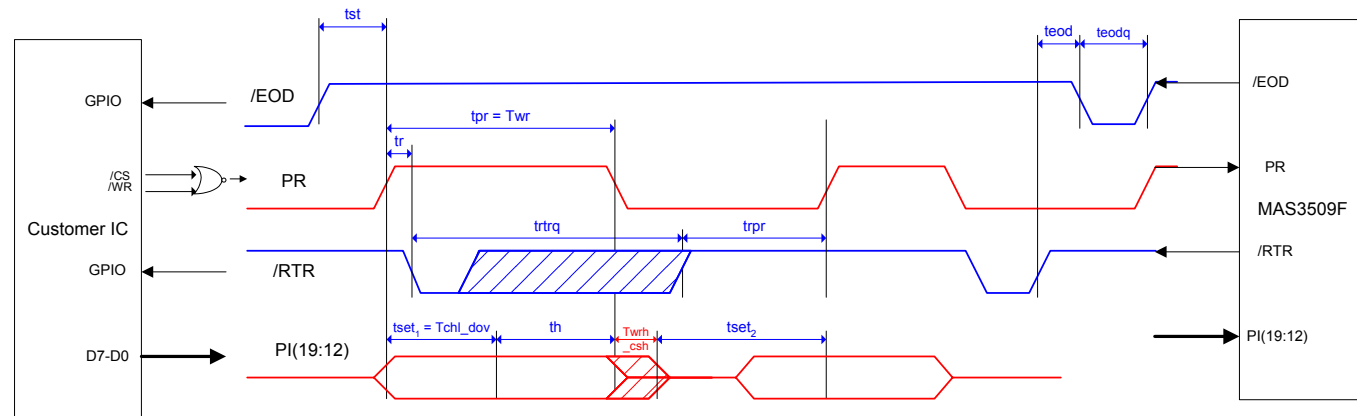 tst
teod
teodq
GPIO
/EOD
/EOD
tpr = Twr
tr
/CS
/WR
PR
PR
Customer IC
MAS3509F
trtrq
trpr
GPIO
/RTR
/RTR
tset1 = Tchl_dov
th
Twrh
_csh
tset2
D7-D0
PI(19:12)
PI(19:12)